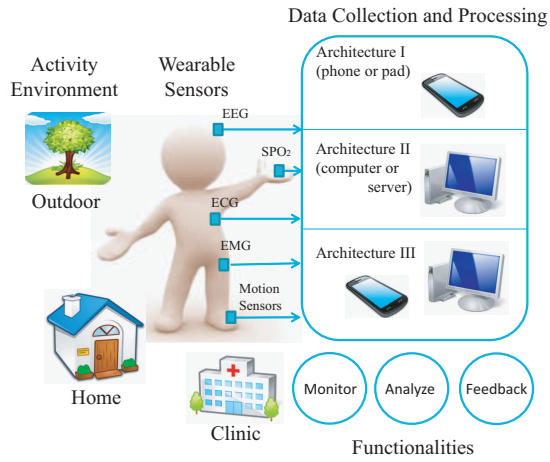 Data Collection and Processing
Activity
Environment
Wearable
Sensors
Architecture I
(phone or pad)
EEG
SPO₂
Architecture II
(computer or
server)
Outdoor
ECG
EMG
Architecture III
Motion
Sensors
Home
Clinic
Monitor
Analyze
Feedback
Functionalities